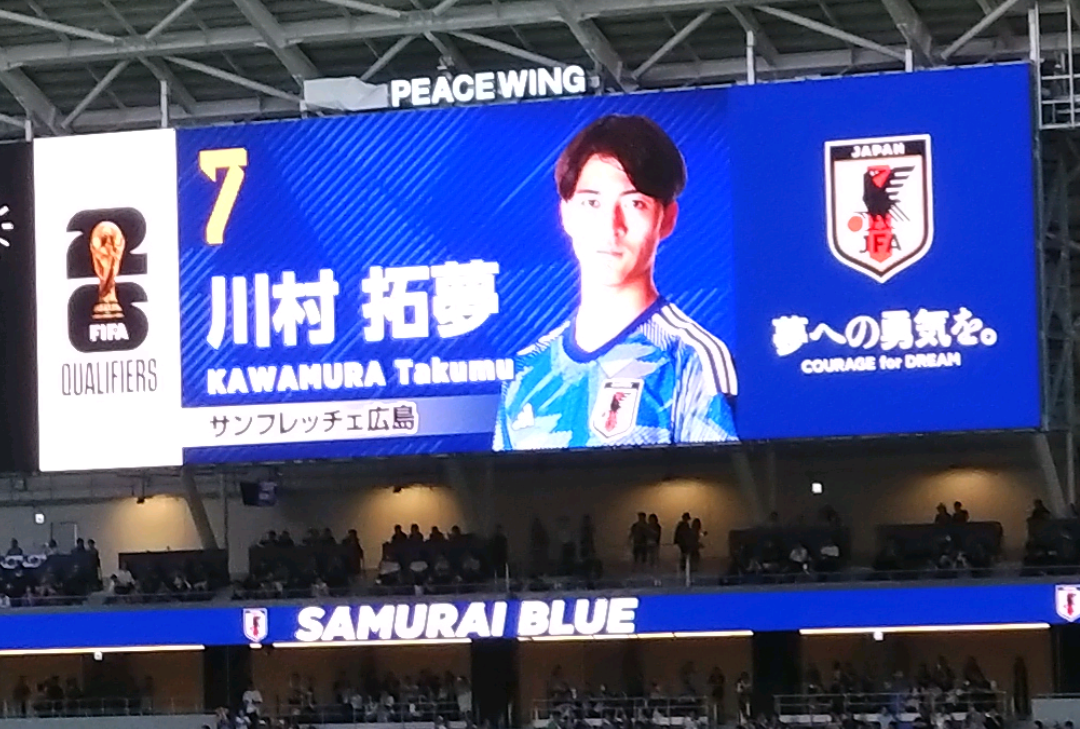 PEACE WING
26
FIFA
QUALIFIERS
7
川村 拓夢
KAWAMURA Takumu
サンフレッチェ広島
JAPAN
JFA
夢への勇気を。
COURAGE for DREAM
SAMURAI BLUE